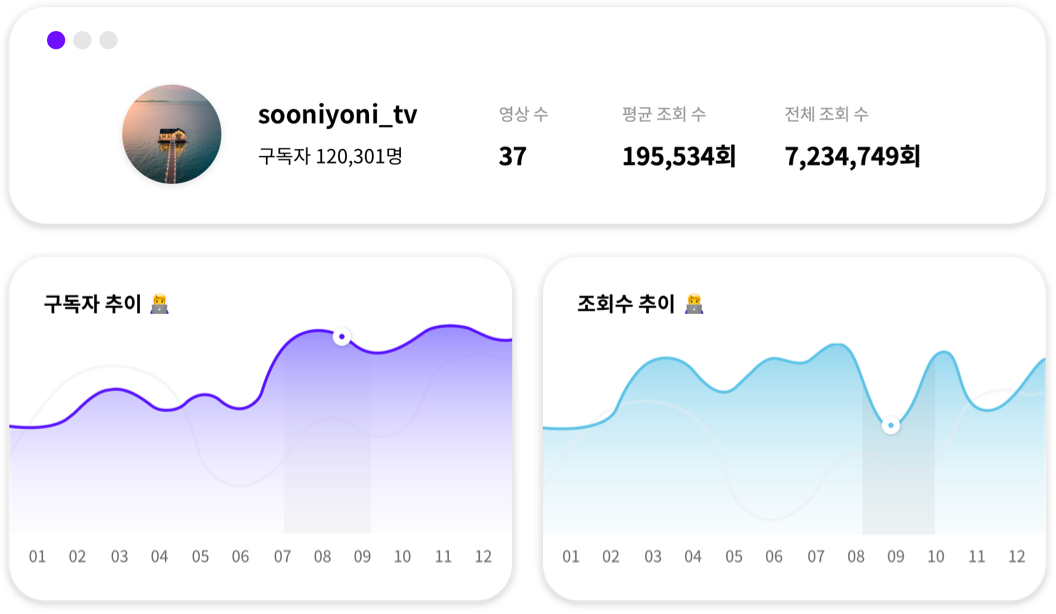 sooniyoni_tv
구독자 120,301명
영상 수
37
평균 조회 수
195,534회
전체 조회 수
7,234,749회
구독자 추이 👩‍💻
01 02 03 04 05 06 07 08 09 10 11 12
조회수 추이 👩‍💻
01 02 03 04 05 06 07 08 09 10 11 12